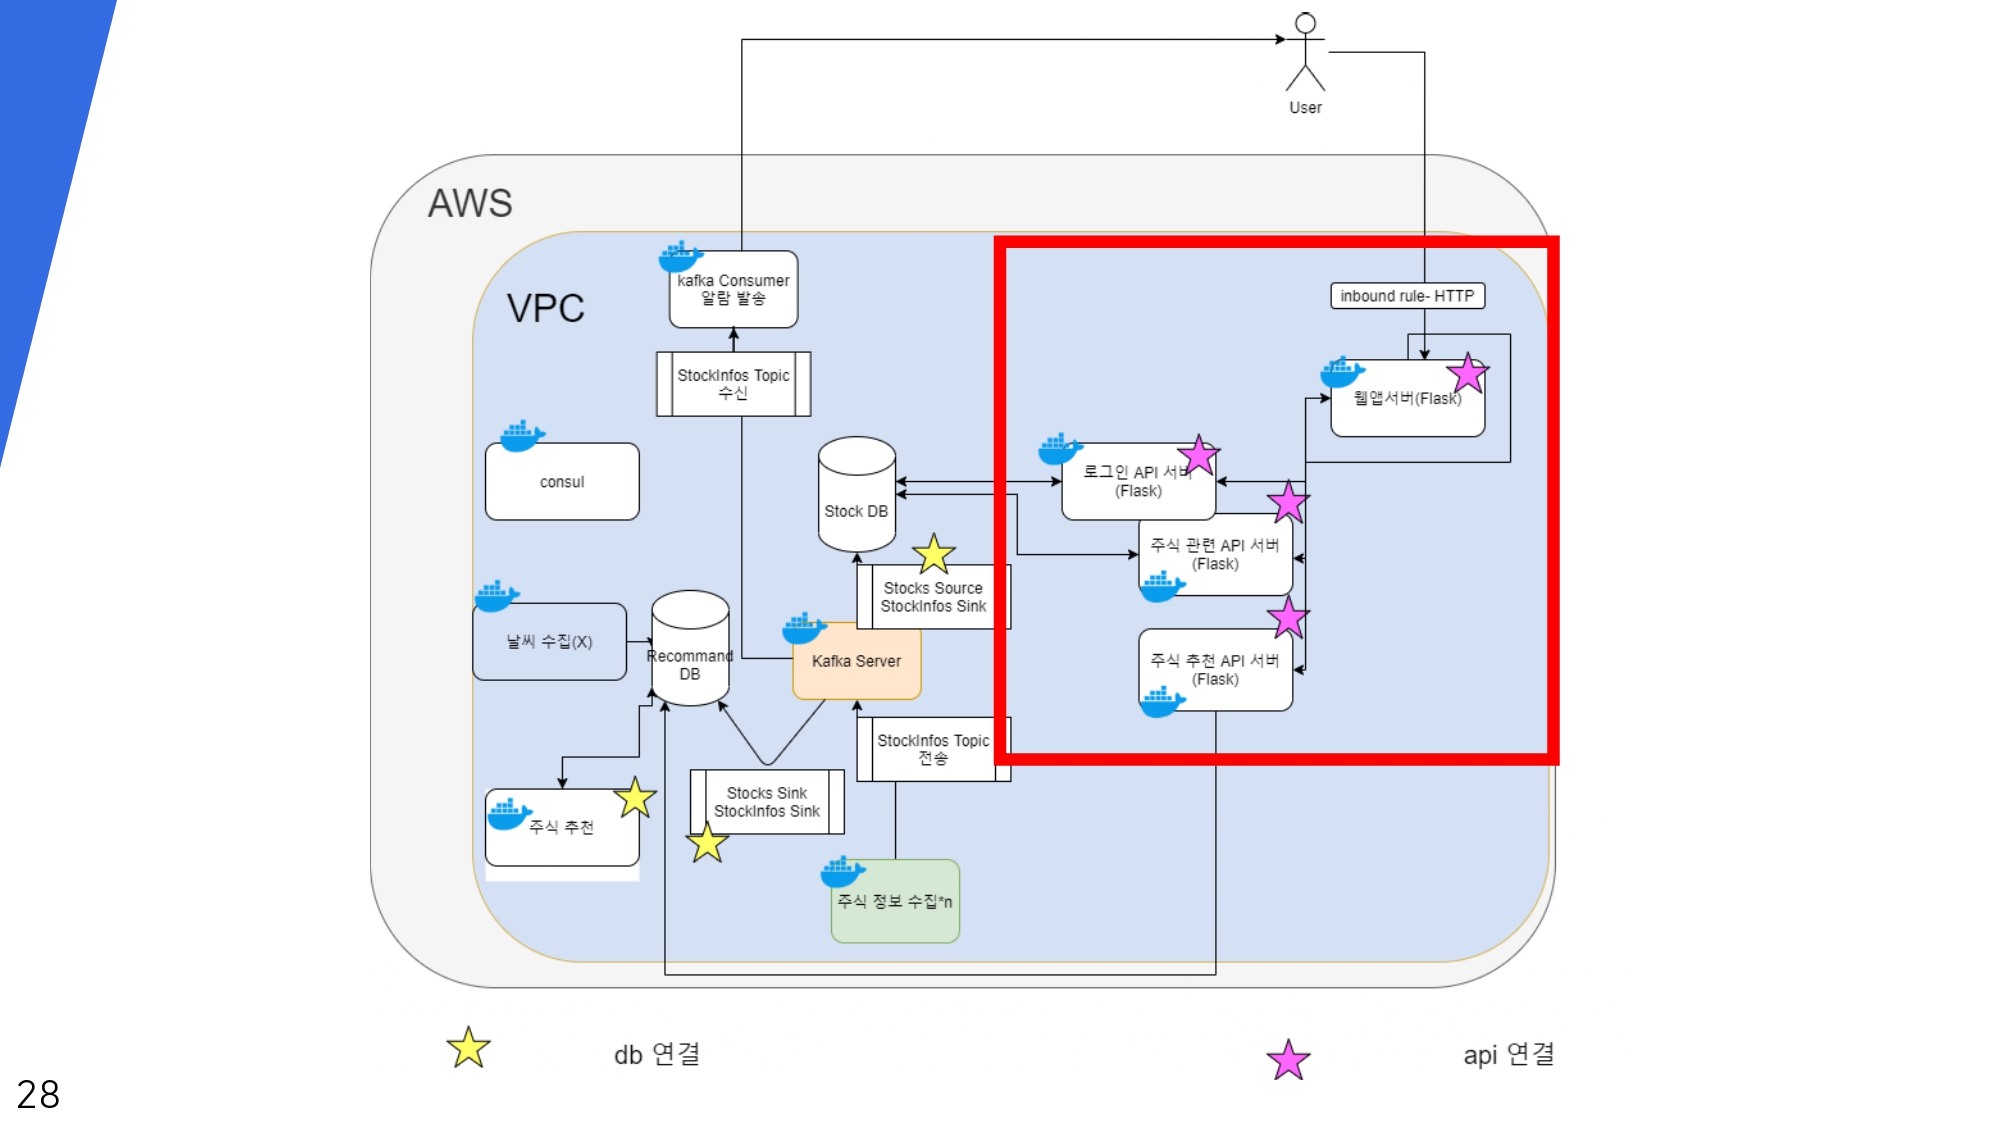 User
AWS
VPC
kafka Consumer
알람 발송
inbound rule- HTTP
StockInfos Topic
수신
웹앱서버(Flask)
consul
Stock DB
로그인 API 서버
(Flask)
주식 관련 API 서버
(Flask)
Stocks Source
StockInfos Sink
날씨 수집(X)
Recommand
DB
Kafka Server
주식 추천 API 서버
(Flask)
StockInfos Topic
전송
Stocks Sink
StockInfos Sink
주식 추천
주식 정보 수집*n
db 연결
api 연결
28